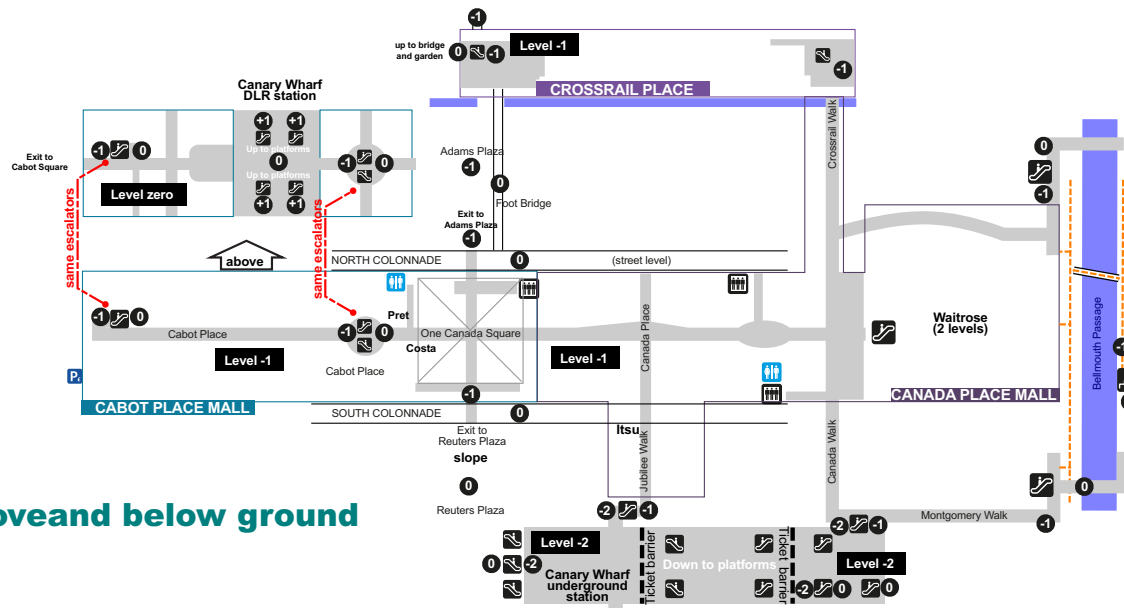 -1
up to bridge
and garden
0
-1
Level -1
-1
CROSSRAIL PLACE
Canary Wharf
DLR station
+1
+1
Up to platforms
0
Up to platforms
+1
+1
Exit to
Cabot Square
-1
0
-1
0
Level zero
same escalators
same escalators
above
Adams Plaza
-1
0
Foot Bridge
Exit to
Adams Plaza
-1
Crossrail Walk
0
-1
NORTH COLONNADE
0
(street level)
-1
0
Cabot Place
Level -1
-1
0
Cabot Place
Pret
Costa
One Canada Square
Level -1
Canada Place
Waitrose
(2 levels)
Bellmouth Passage
-1
P
CABOT PLACE MALL
CANADA PLACE MALL
-1
SOUTH COLONNADE
0
Exit to
Reuters Plaza
slope
0
Reuters Plaza
Itsu
Jubilee Walk
Canada Walk
0
oveand below ground
-2
-1
-2
-1
Montgomery Walk
-1
Level -2
0
-2
Canary Wharf
underground
station
Ticket barrier
Down to platforms
Ticket barrier
Level -2
-2
0
0